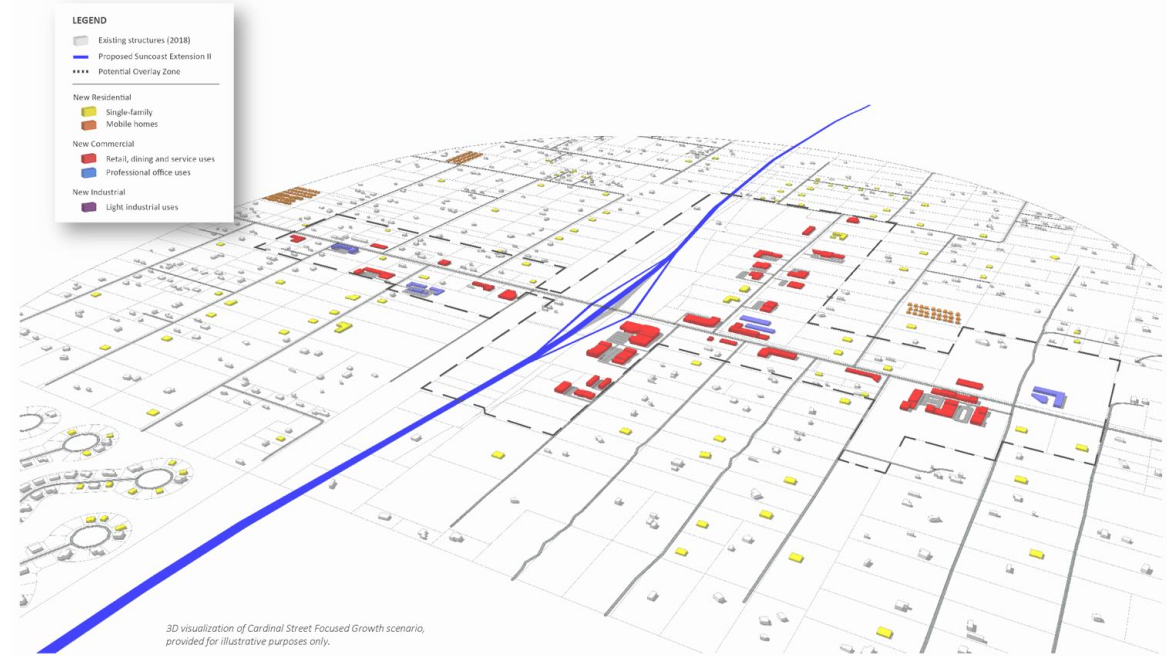 LEGEND
Existing structures (2018)
Proposed Suncoast Extension II
Potential Overlay Zone
New Residential
Single-family
Mobile homes
New Commercial
Retail, dining and service uses
Professional office uses
New Industrial
Light industrial uses
3D visualization of Cardinal Street Focused Growth scenario,
provided for illustrative purposes only.